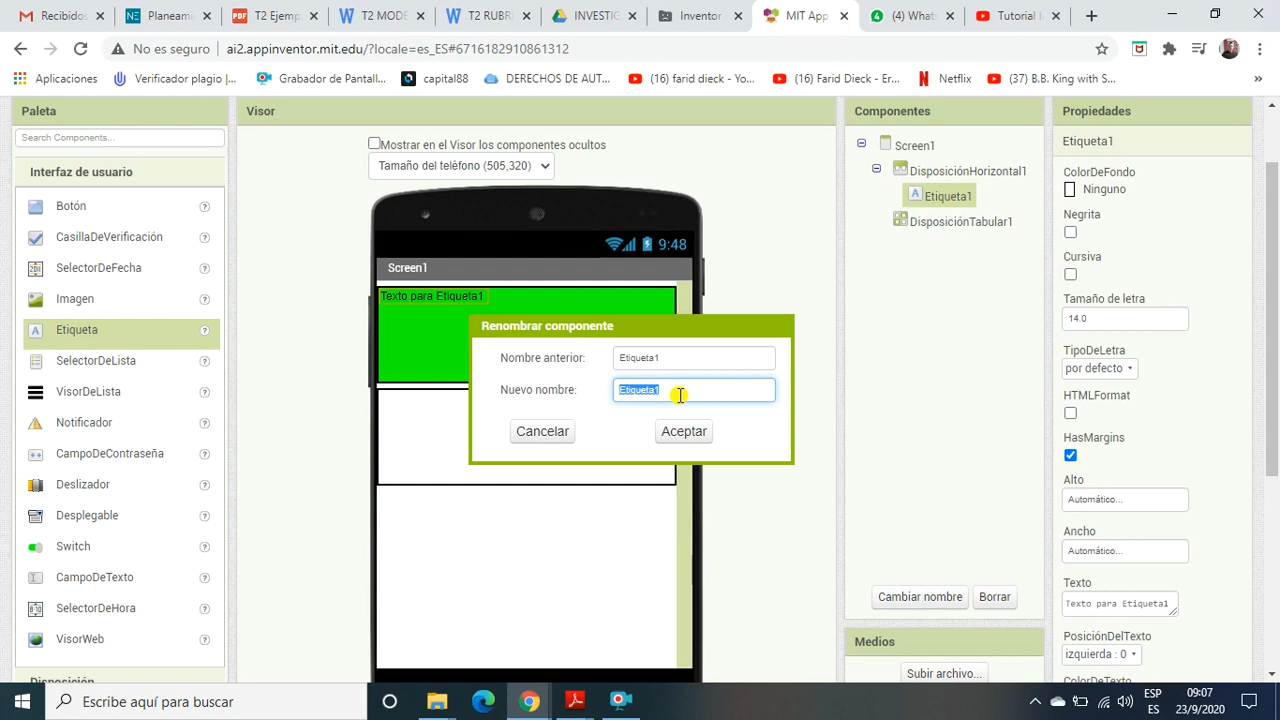 Recibidos
Planeami
T2 Ejemp
T2 MODE
T2 RUBRI
INVESTIG
Inventor
MIT App
(4) Whats
Tutorial In
No es seguro
ai2.appinventor.mit.edu/?locale=es_ES#6716182910861312
Aplicaciones
Verificador plagio |...
Grabador de Pantall...
capital88
DERECHOS DE AUT...
(16) farid dieck - Yo...
(16) Farid Dieck - Er...
Netflix
(37) B.B. King with S...
»
Paleta
Visor
Componentes
Propiedades
Search Components...
Interfaz de usuario
Botón
CasillaDeVerificación
SelectorDeFecha
Imagen
Etiqueta
SelectorDeLista
VisorDeLista
Notificador
CampoDeContraseña
Deslizador
Desplegable
Switch
CampoDeTexto
SelectorDeHora
VisorWeb
Disposición
Mostrar en el Visor los componentes ocultos
Tamaño del teléfono (505,320)
9:48
Screen1
Texto para Etiqueta1
Renombrar componente
Nombre anterior:
Etiqueta1
Nuevo nombre:
Etiqueta1
Cancelar
Aceptar
Screen1
DisposiciónHorizontal1
Etiqueta1
DisposiciónTabular1
Cambiar nombre
Borrar
Medios
Subir archivo...
Etiqueta1
ColorDeFondo
Ninguno
Negrita
Cursiva
Tamaño de letra
14.0
TipoDeLetra
por defecto
HTMLFormat
HasMargins
Alto
Automático...
Ancho
Automático...
Texto
Texto para Etiqueta1
PosiciónDelTexto
izquierda : 0
ColorDeTexto
Escribe aquí para buscar
ESP
ES
09:07
23/9/2020